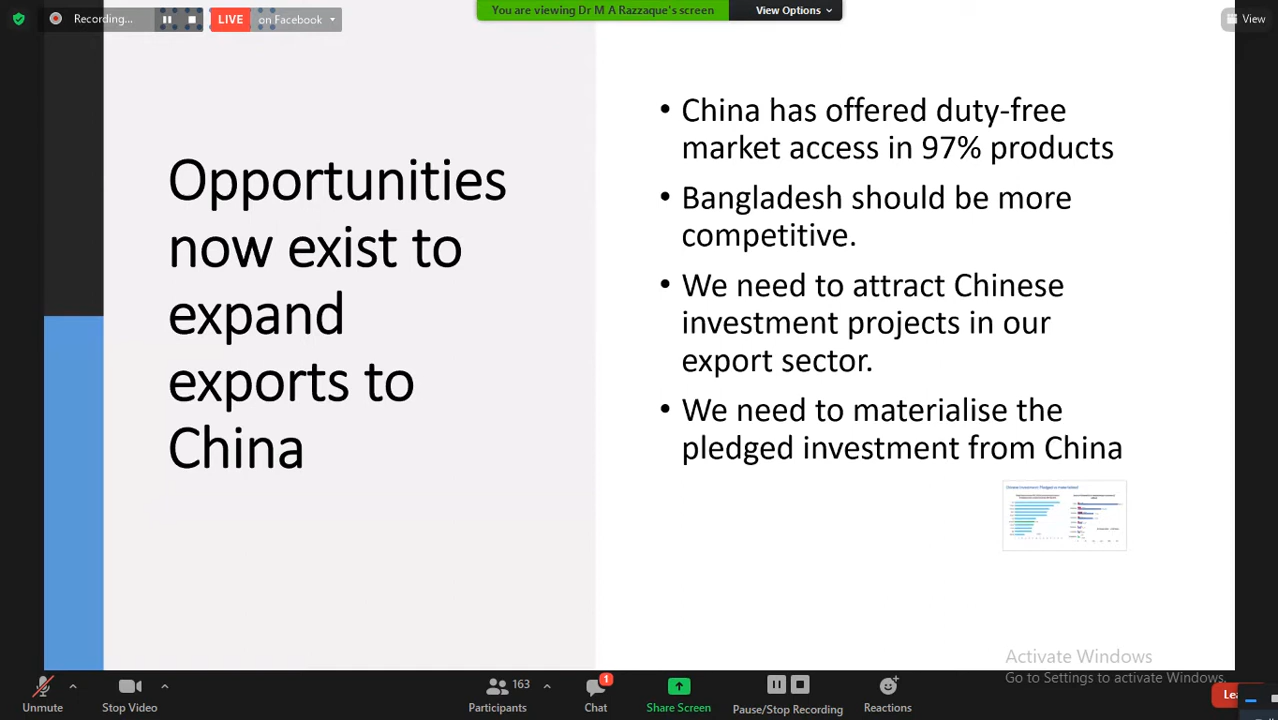 Recording...
LIVE
on Facebook
You are viewing Dr M A Razzaque's screen
View Options
View
Opportunities
now exist to
expand
exports to
China
• China has offered duty-free
market access in 97% products
• Bangladesh should be more
competitive.
• We need to attract Chinese
investment projects in our
export sector.
• We need to materialise the
pledged investment from China
Activate Windows
Go to Settings to activate Windows.
Unmute
Stop Video
163
Participants
1
Chat
Share Screen
Pause/Stop Recording
Reactions